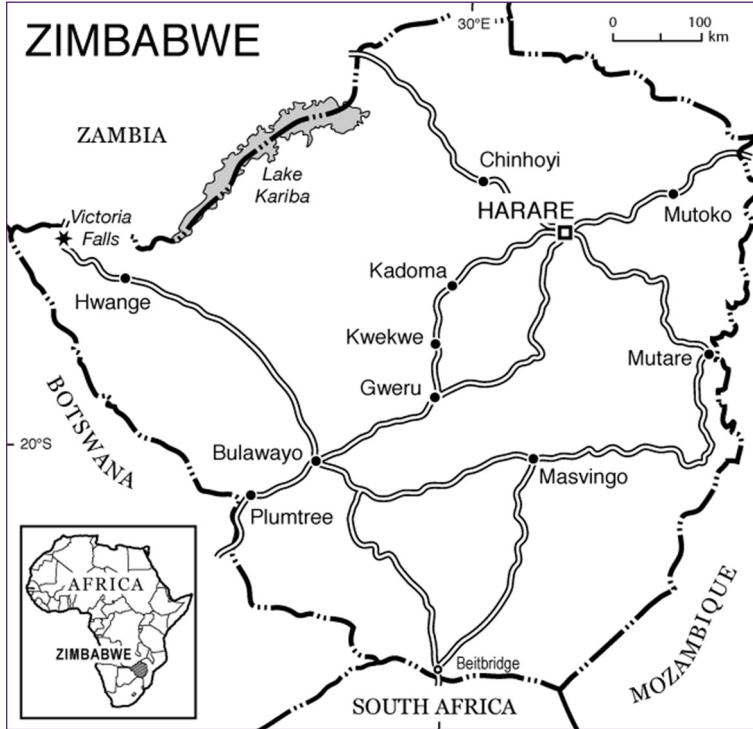 ZIMBABWE
30°E
0 100
km
ZAMBIA
Lake
Kariba
Chinhoyi
HARARE
Mutoko
Victoria
Falls
Hwange
Kadoma
Kwekwe
Gweru
Mutare
BOTSWANA
20°S
Bulawayo
Masvingo
Plumtree
AFRICA
ZIMBABWE
Beitbridge
SOUTH AFRICA
MOZAMBIQUE